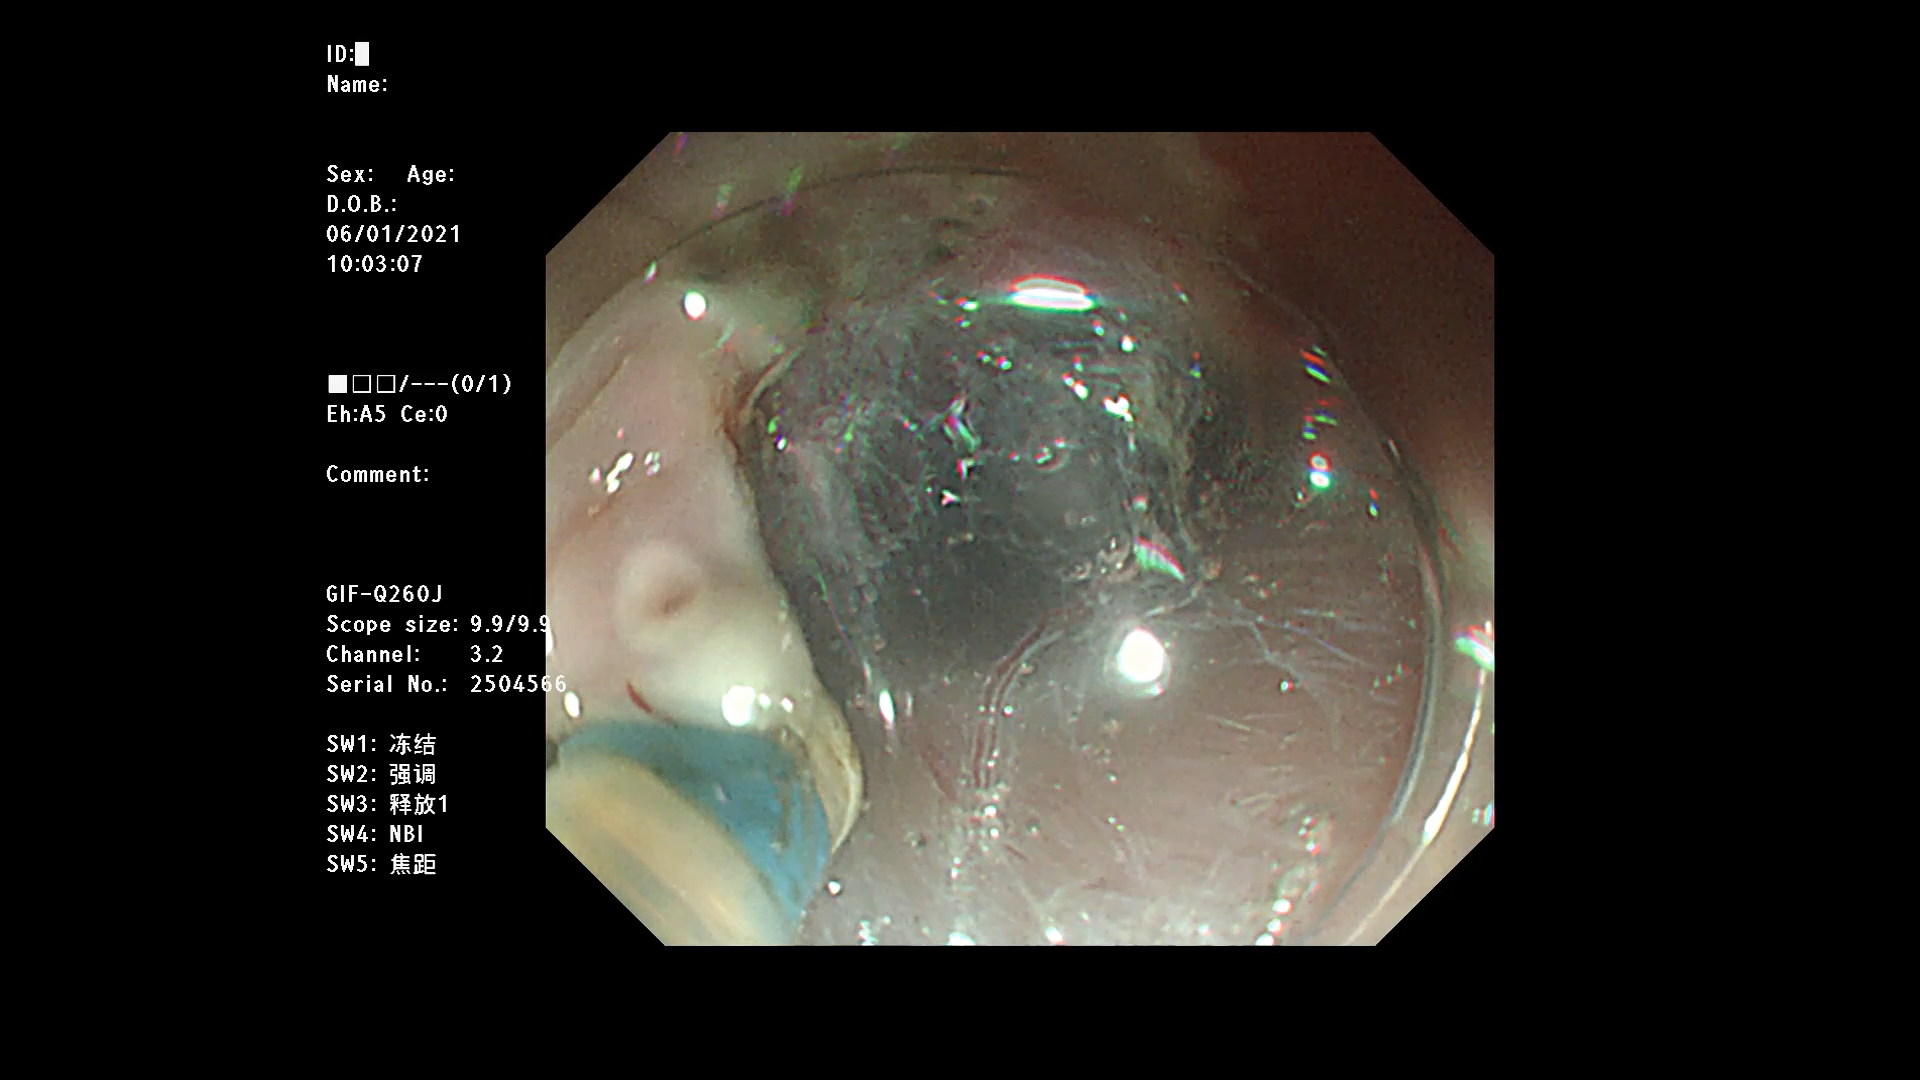 ID:
Name:
Sex: Age:
D.O.B.:
06/01/2021
10:03:07
■□□/---(0/1)
Eh:A5 Ce:0
Comment:
GIF-Q260J
Scope size: 9.9/9.9
Channel: 3.2
Serial No.: 2504566
SW1: 冻结
SW2: 强调
SW3: 释放1
SW4: NBI
SW5: 焦距